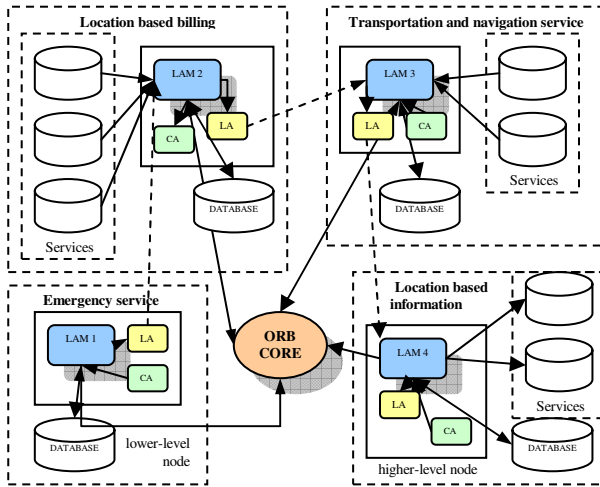 Location based billing
LAM 2
LA
CA
DATABASE
Services
Transportation and navigation service
LAM 3
LA
CA
DATABASE
Services
Emergency service
LAM 1
LA
CA
DATABASE
lower-level
node
ORB
CORE
Location based
information
LAM 4
LA
CA
Services
DATABASE
higher-level node